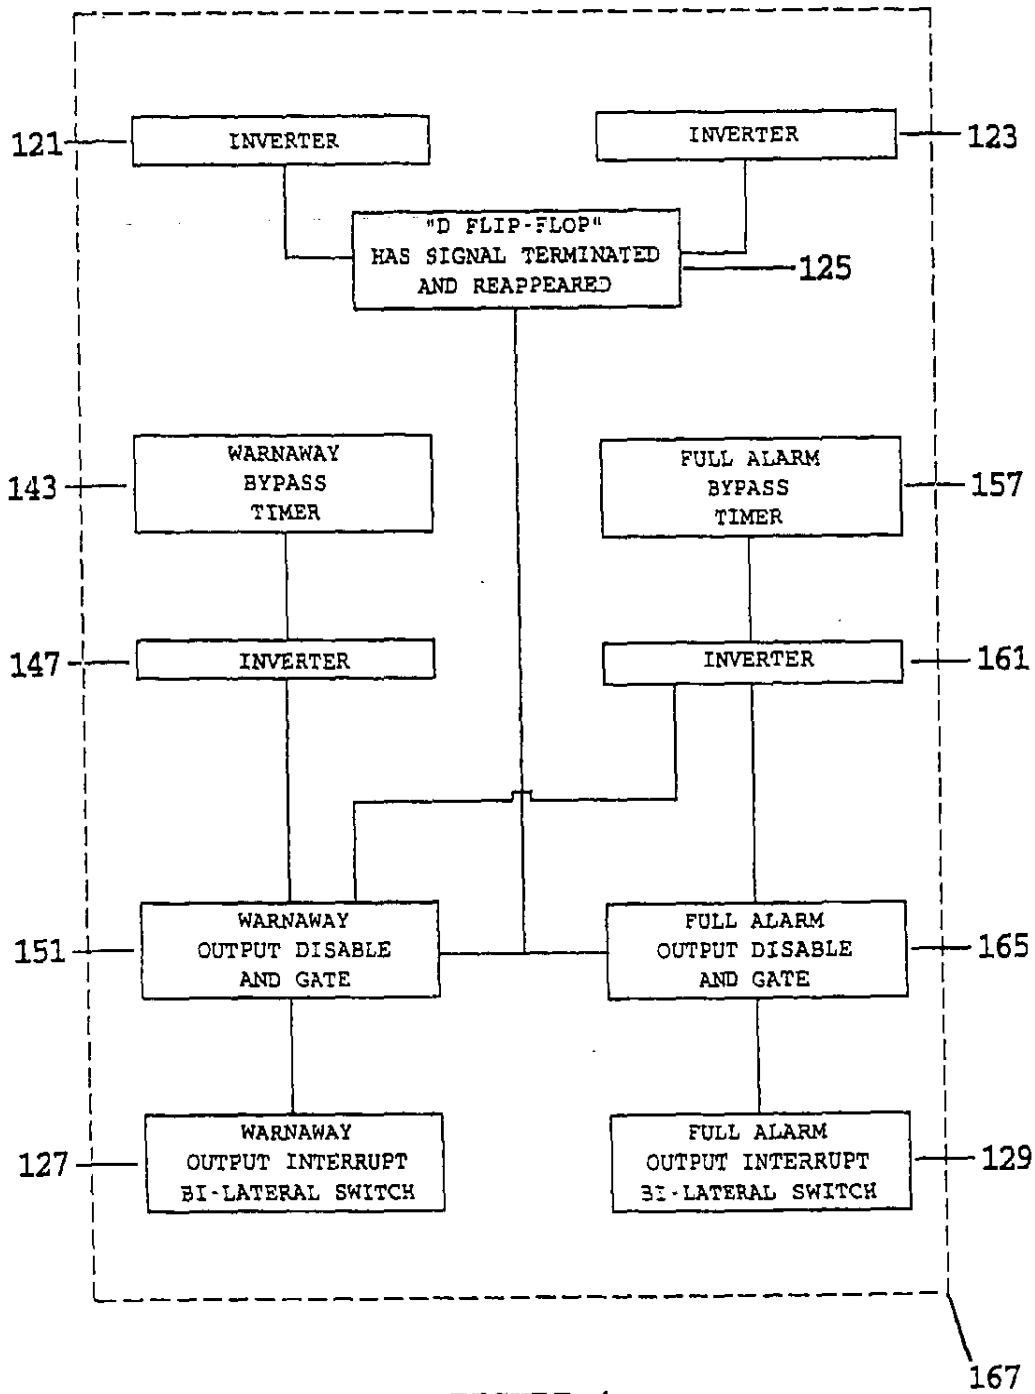 121
INVERTER
INVERTER
123
"D FLIP-FLOP"
HAS SIGNAL TERMINATED
AND REAPPEARED
125
143
WARNAWAY
BYPASS
TIMER
FULL ALARM
BYPASS
TIMER
157
147
INVERTER
INVERTER
161
151
WARNAWAY
OUTPUT DISABLE
AND GATE
FULL ALARM
OUTPUT DISABLE
AND GATE
165
127
WARNAWAY
OUTPUT INTERRUPT
BI-LATERAL SWITCH
FULL ALARM
OUTPUT INTERRUPT
BI-LATERAL SWITCH
129
167